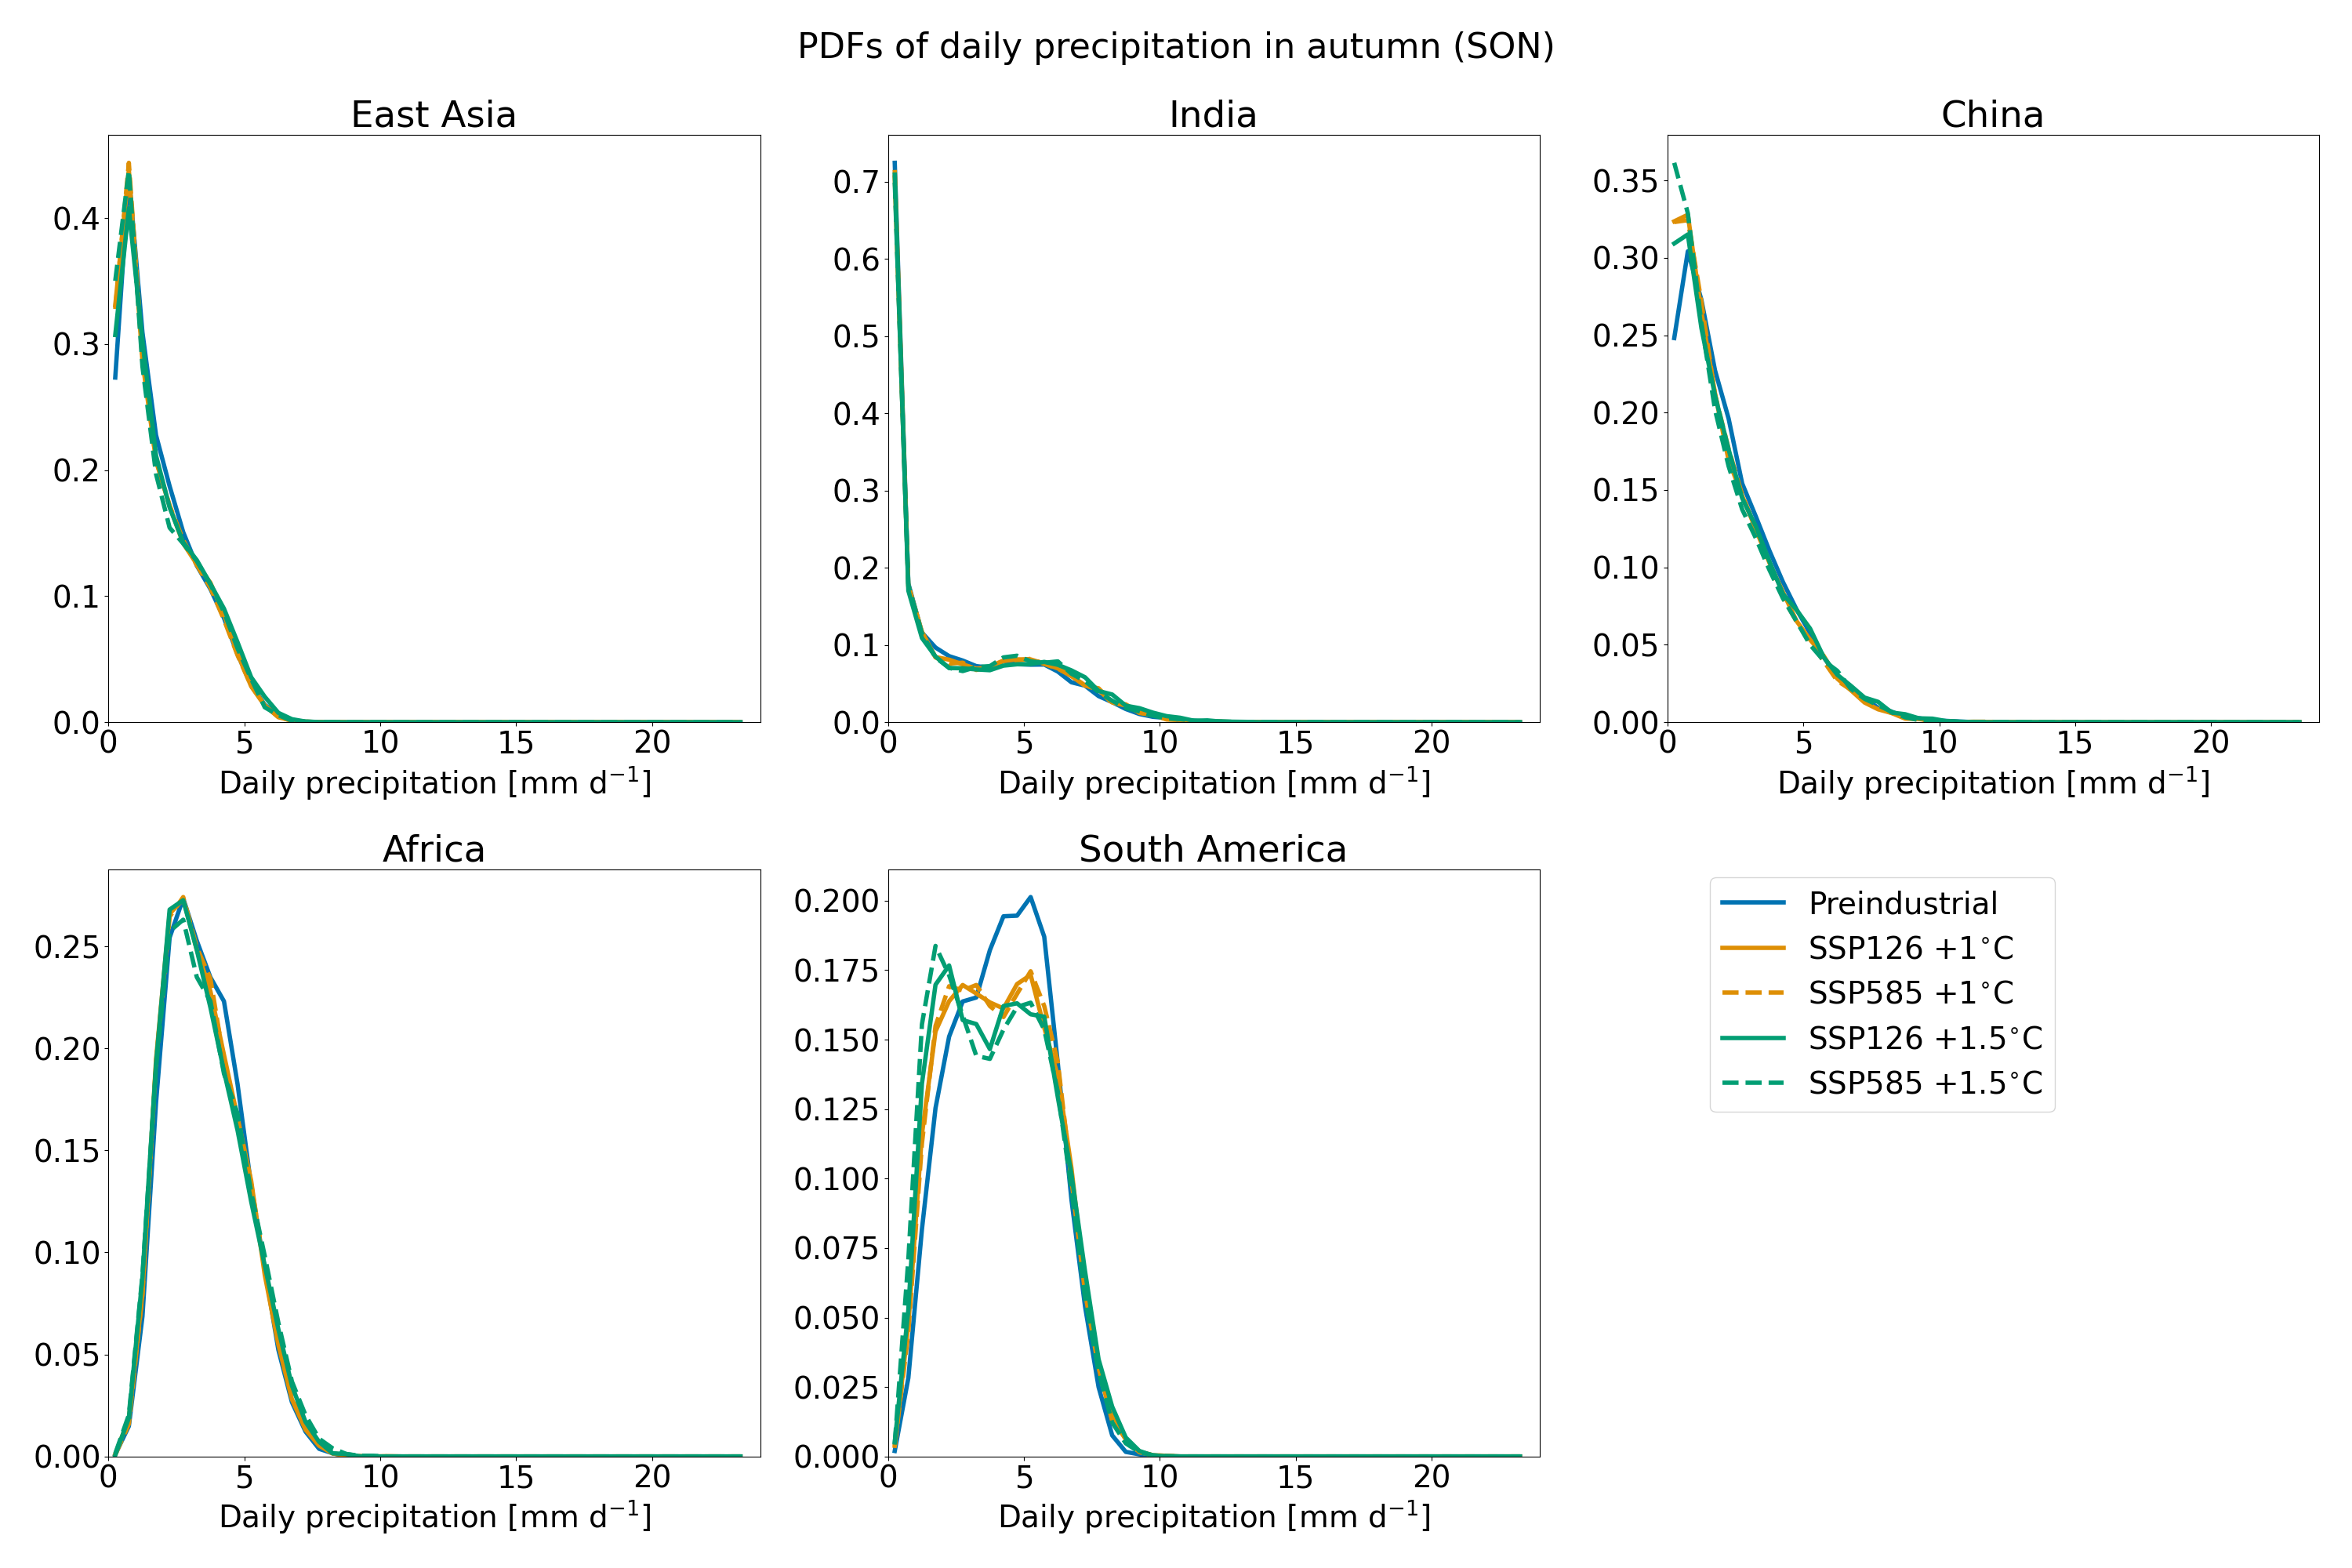 PDFs of daily precipitation in autumn (SON)
East Asia
0.4
0.3
0.2
0.1
0.0
0 5 10 15 20
Daily precipitation [mm d⁻¹]
India
0.7
0.6
0.5
0.4
0.3
0.2
0.1
0.0
0 5 10 15 20
Daily precipitation [mm d⁻¹]
China
0.35
0.30
0.25
0.20
0.15
0.10
0.05
0.00
0 5 10 15 20
Daily precipitation [mm d⁻¹]
Africa
0.25
0.20
0.15
0.10
0.05
0.00
0 5 10 15 20
Daily precipitation [mm d⁻¹]
South America
0.200
0.175
0.150
0.125
0.100
0.075
0.050
0.025
0.000
0 5 10 15 20
Daily precipitation [mm d⁻¹]
Preindustrial
SSP126 +1°C
SSP585 +1°C
SSP126 +1.5°C
SSP585 +1.5°C